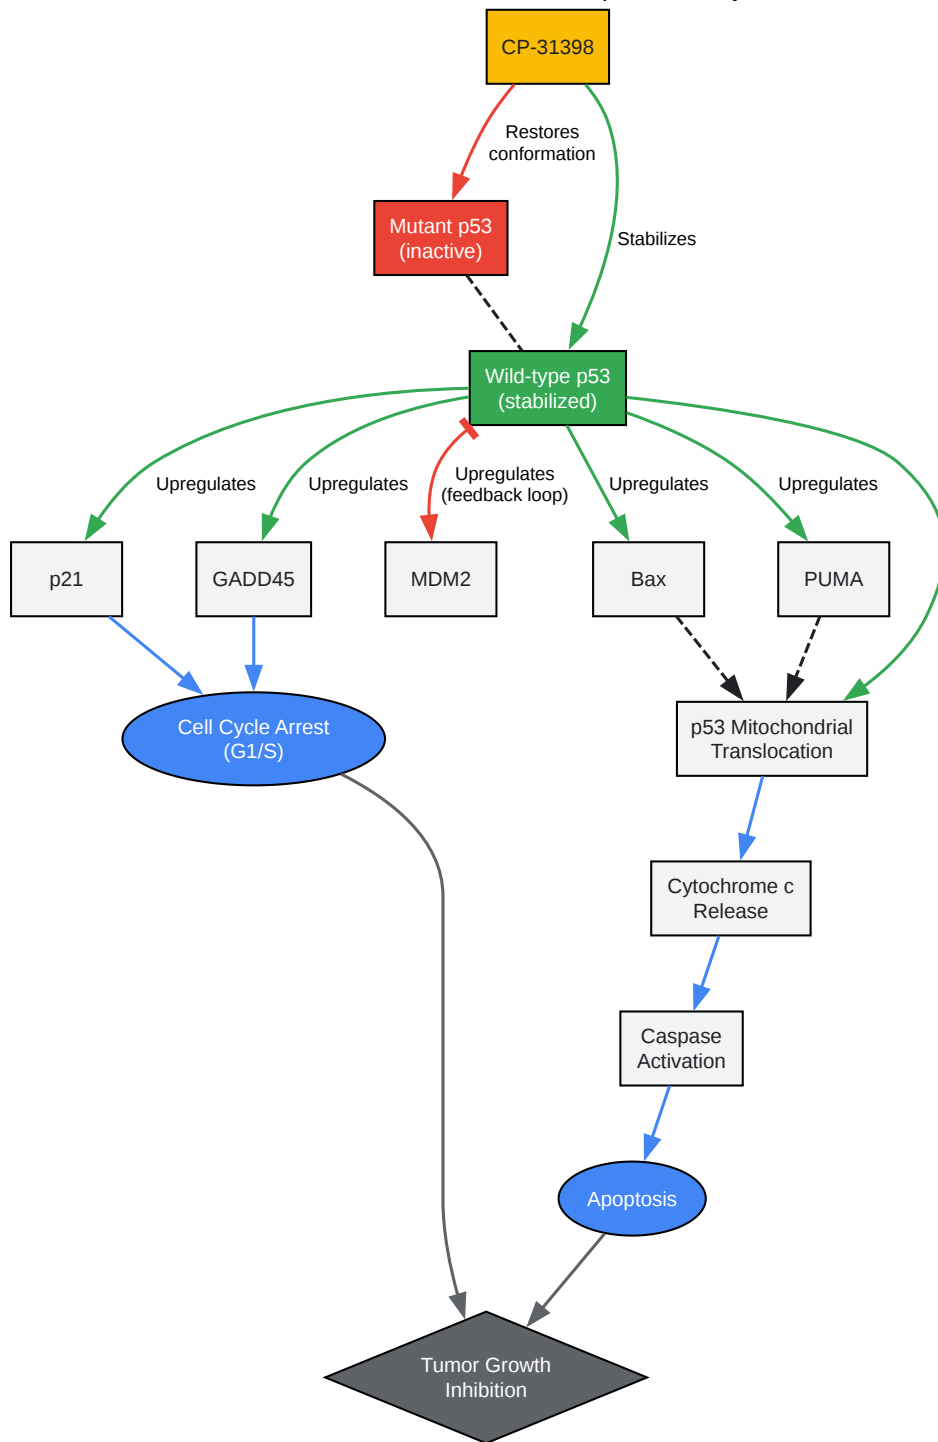 CP-31398
Restores
conformation
Mutant p53
(inactive)
Stabilizes
Wild-type p53
(stabilized)
Upregulates
Upregulates
Upregulates
(feedback loop)
Upregulates
Upregulates
p21
GADD45
MDM2
Bax
PUMA
Cell Cycle Arrest
(G1/S)
p53 Mitochondrial
Translocation
Cytochrome c
Release
Caspase
Activation
Apoptosis
Tumor Growth
Inhibition